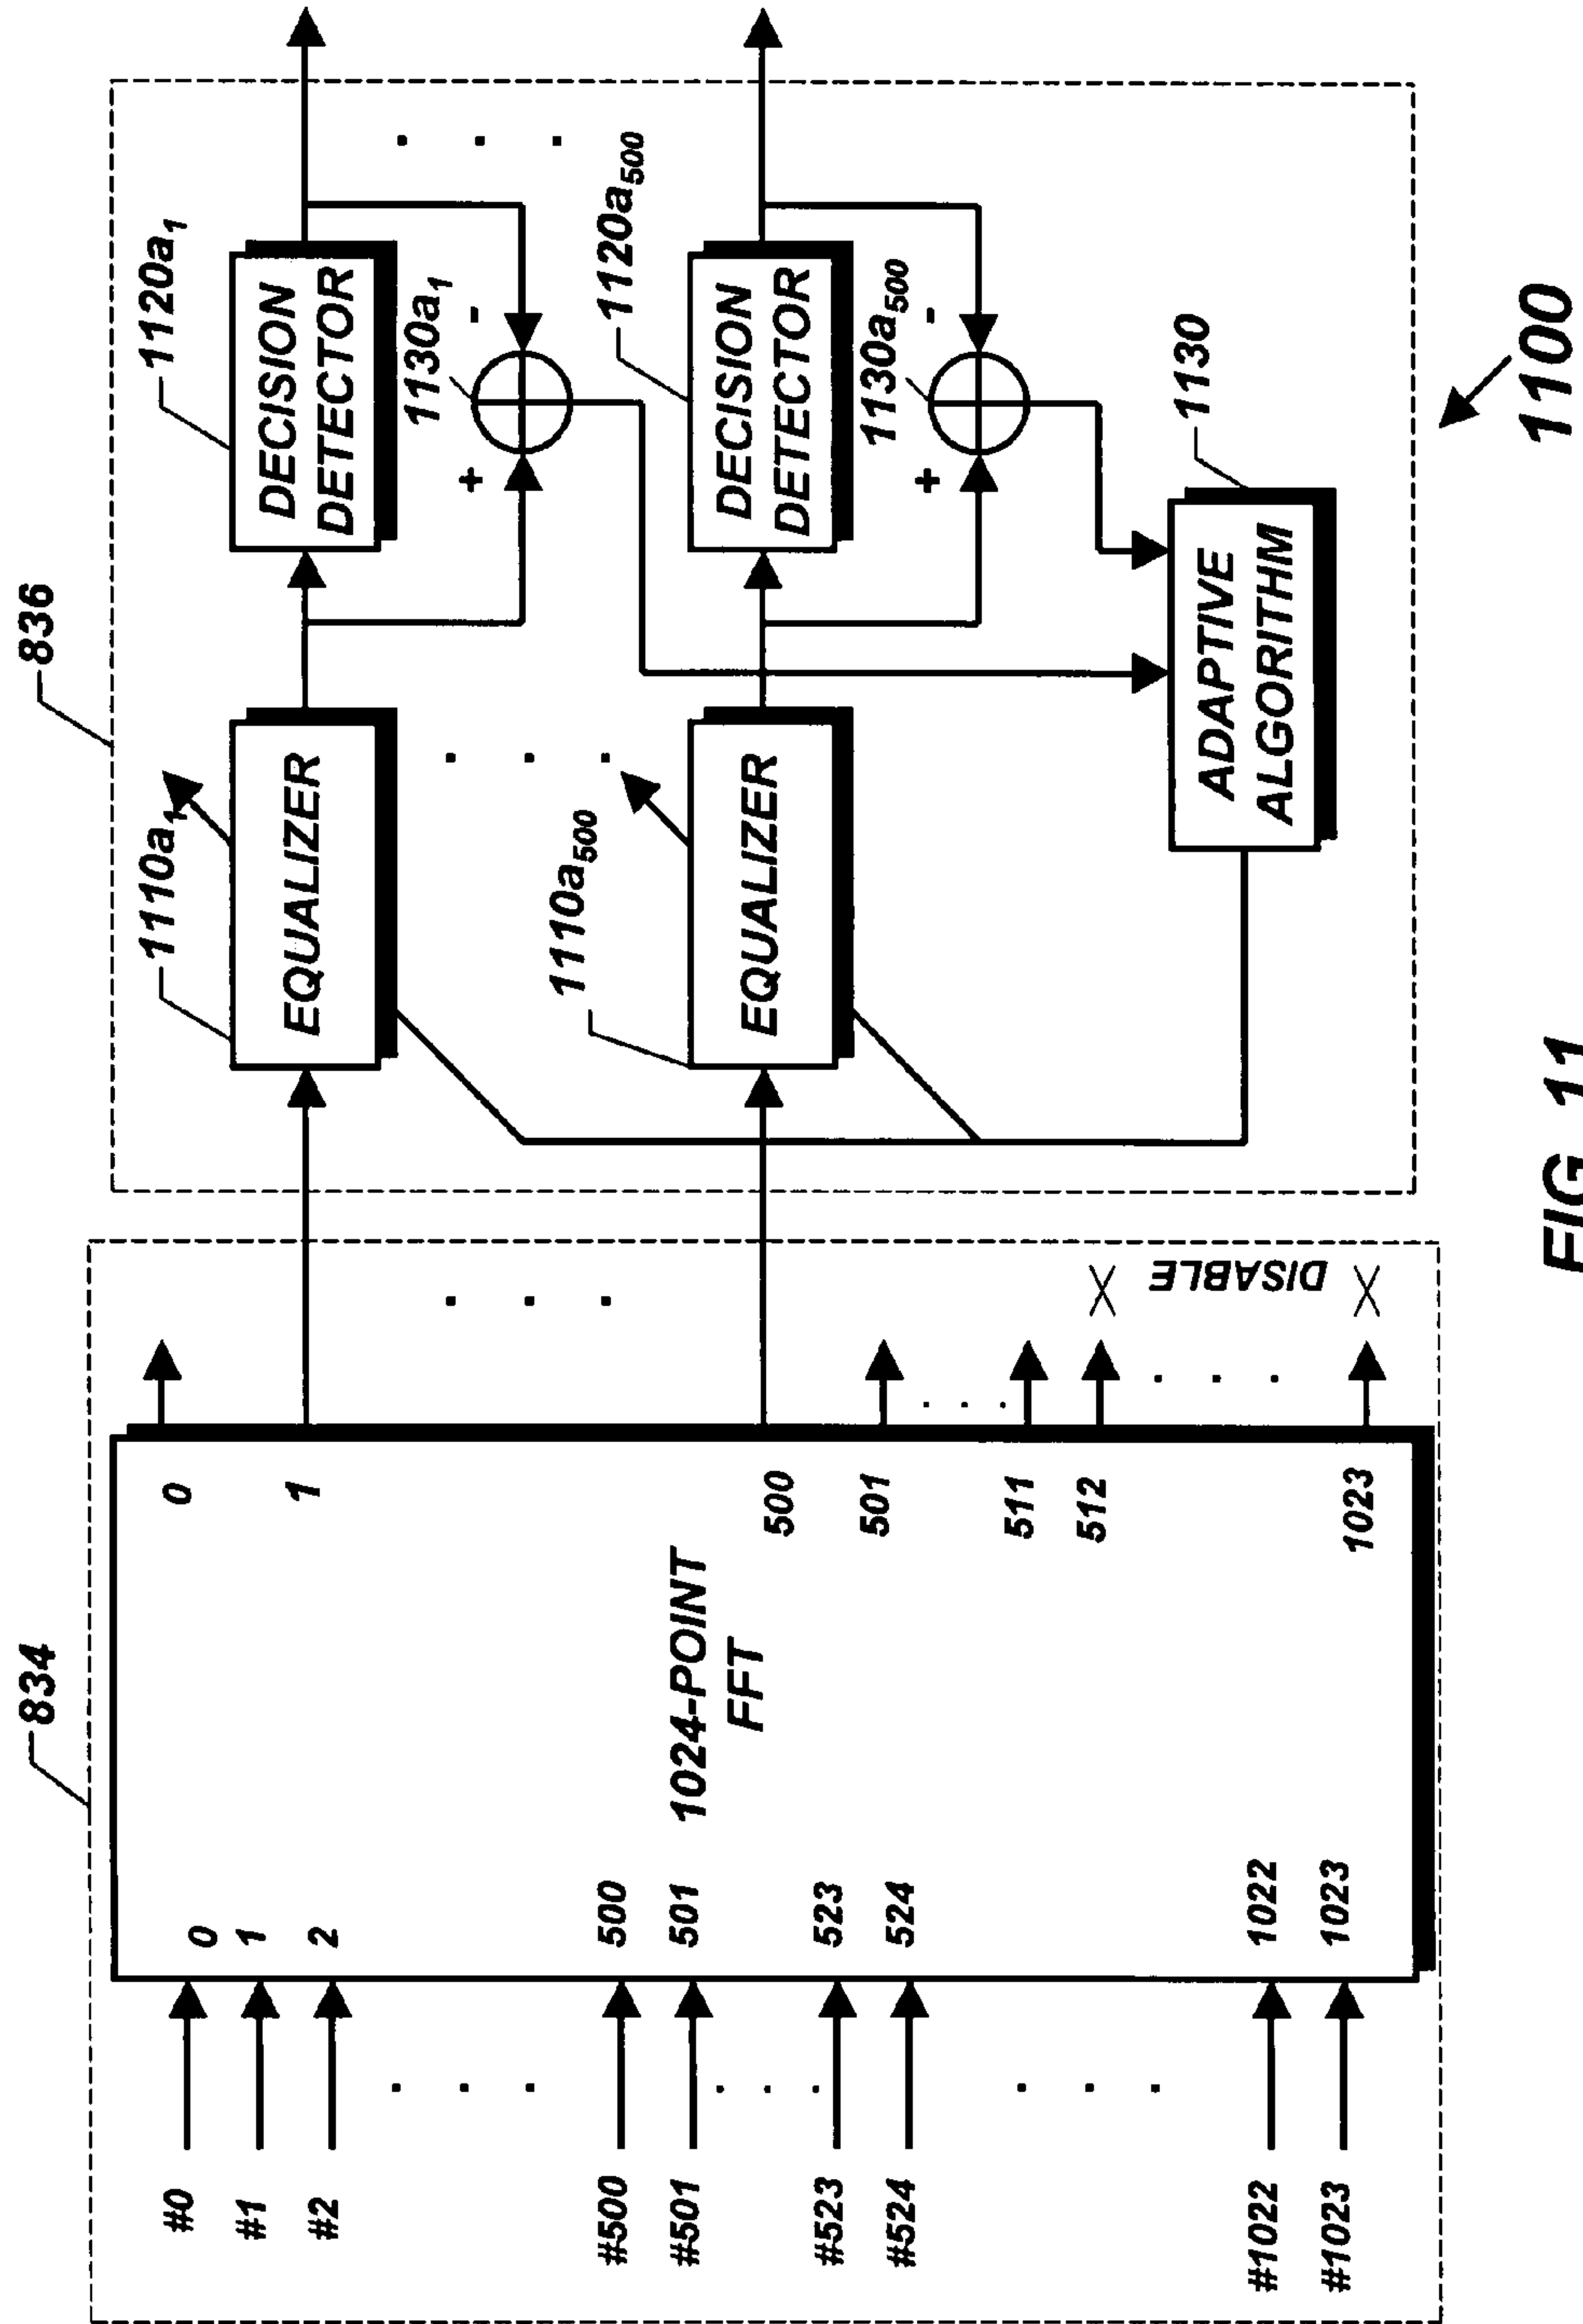 834
#0
#1
#2
#500
#501
#523
#524
#1022
#1023
0
1
2
500
501
523
524
1022
1023
1024-POINT
FFT
0
1
500
501
511
512
1023
DISABLE
836
1110a1
EQUALIZER
1120a1
DECISION
DETECTOR
1130a1
+
-
1110a500
EQUALIZER
1120a500
DECISION
DETECTOR
1130a500
+
-
1130
ADAPTIVE
ALGORITHM
1100
FIG 11